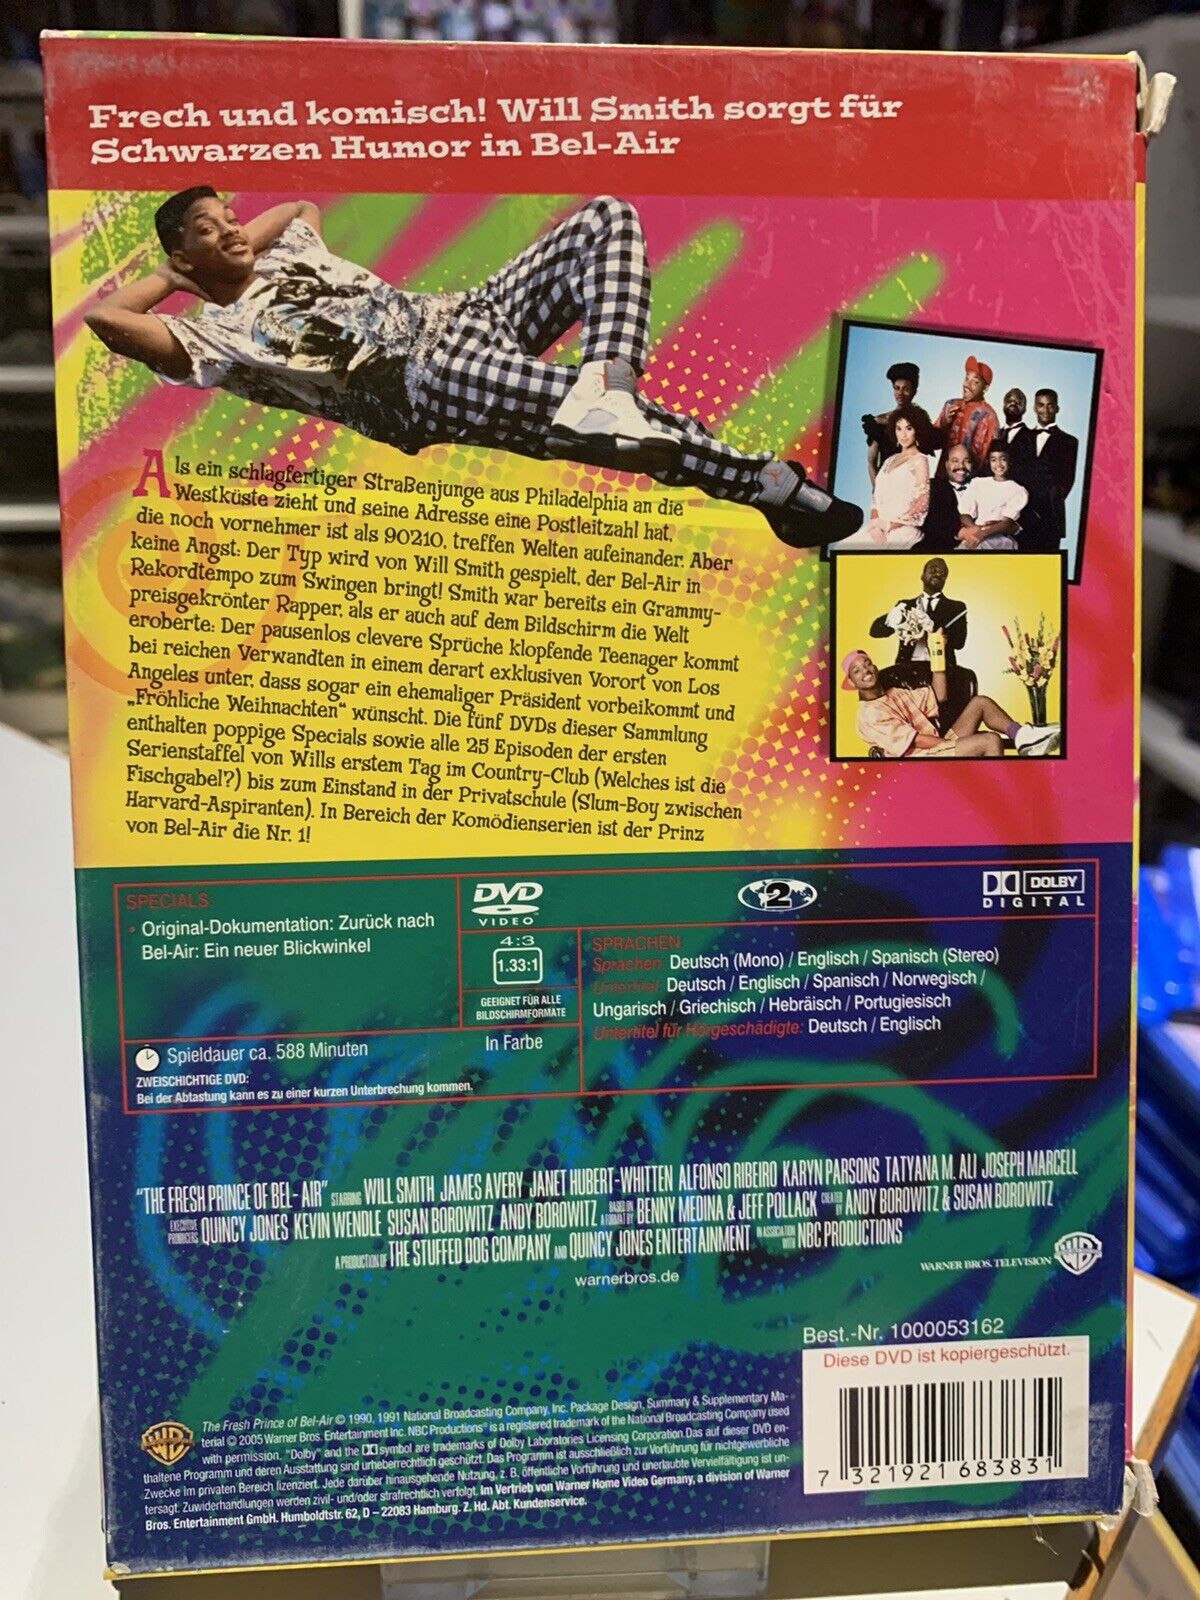 Frech und komisch! Will Smith sorgt für
Schwarzen Humor in Bel-Air
Als ein schlagfertiger Straßenjunge aus Philadelphia an die
Westküste zieht und seine Adresse eine Postleitzahl hat,
die noch vornehmer ist als 90210, treffen Welten aufeinander. Aber
keine Angst: Der Typ wird von Will Smith gespielt, der Bel-Air in
Rekordtempo zum Swingen bringt! Smith war bereits ein Grammy-
preisgekrönter Rapper, als er auch auf dem Bildschirm die Welt
eroberte: Der pausenlos clevere Sprüche klopfende Teenager kommt
bei reichen Verwandten in einem derart exklusiven Vorort von Los
Angeles unter, dass sogar ein ehemaliger Präsident vorbeikommt und
„Fröhliche Weihnachten“ wünscht. Die fünf DVDs dieser Sammlung
enthalten poppige Specials sowie alle 25 Episoden der ersten
Serienstaffel von Wills erstem Tag im Country-Club (Welches ist die
Fischgabel?) bis zum Einstand in der Privatschule (Slum-Boy zwischen
Harvard-Aspiranten). In Bereich der Komödienserien ist der Prinz
von Bel-Air die Nr. 1!
SPECIALS
• Original-Dokumentation: Zurück nach
Bel-Air: Ein neuer Blickwinkel
Spieldauer ca. 588 Minuten
ZWEISCHICHTIGE DVD:
Bei der Abtastung kann es zu einer kurzen Unterbrechung kommen.
DVD
VIDEO
4:3
1.33:1
GEEIGNET FÜR ALLE
BILDSCHIRMFORMATE
In Farbe
2
DOLBY
DIGITAL
SPRACHEN
Sprachen: Deutsch (Mono) / Englisch / Spanisch (Stereo)
Untertitel: Deutsch / Englisch / Spanisch / Norwegisch /
Ungarisch / Griechisch / Hebräisch / Portugiesisch
Untertitel für Hörgeschädigte: Deutsch / Englisch
"THE FRESH PRINCE OF BEL-AIR" STARRING WILL SMITH JAMES AVERY JANET HUBERT-WHITTEN ALFONSO RIBEIRO KARYN PARSONS TATYANA M. ALI JOSEPH MARCELL
EXECUTIVE PRODUCERS QUINCY JONES KEVIN WENDLE SUSAN BOROWITZ ANDY BOROWITZ BASED ON A FORMAT BY BENNY MEDINA & JEFF POLLACK CREATED BY ANDY BOROWITZ & SUSAN BOROWITZ
A PRODUCTION OF THE STUFFED DOG COMPANY AND QUINCY JONES ENTERTAINMENT IN ASSOCIATION WITH NBC PRODUCTIONS
warnerbros.de
WARNER BROS. TELEVISION
Best.-Nr. 1000053162
Diese DVD ist kopiergeschützt.
7 321921 683831
The Fresh Prince of Bel-Air © 1990, 1991 National Broadcasting Company, Inc. Package Design, Summary & Supplementary Ma-
terial © 2005 Warner Bros. Entertainment Inc. NBC Productions® is a registered trademark of the National Broadcasting Company used
with permission. "Dolby" and the symbol are trademarks of Dolby Laboratories Licensing Corporation. Das auf dieser DVD en-
thaltene Programm und deren Ausstattung sind urheberrechtlich geschützt. Das Programm ist ausschließlich zur Vorführung für nichtgewerbliche
Zwecke im privaten Bereich lizenziert. Jede darüber hinausgehende Nutzung, z. B. öffentliche Vorführung und unerlaubte Vervielfältigung ist un-
tersagt. Zuwiderhandlungen werden zivil- und/oder strafrechtlich verfolgt. Im Vertrieb von Warner Home Video Germany, a division of Warner
Bros. Entertainment GmbH. Humboldtstr. 62, D – 22083 Hamburg. Z. Hd. Abt. Kundenservice.